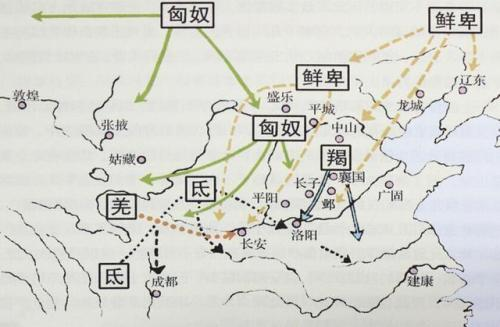 匈奴
鲜卑
鲜卑
辽东
敦煌
盛乐
龙城
平城
匈奴
张掖
中山
羯
姑藏
襄国
氐
长子
广固
羌
平阳
邺
洛阳
长安
氐
成都
建康